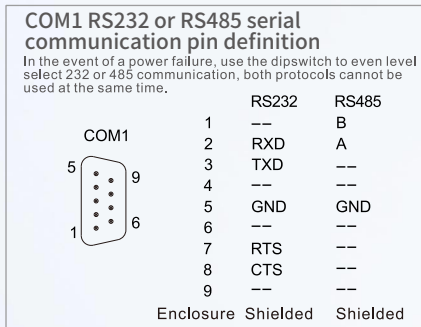 COM1 RS232 or RS485 serial
communication pin definition
In the event of a power failure, use the dipswitch to even level
select 232 or 485 communication, both protocols cannot be
used at the same time.
RS232 RS485
1 -- B
2 RXD A
3 TXD --
4 -- --
5 GND GND
6 -- --
7 RTS --
8 CTS --
9 -- --
Enclosure Shielded Shielded
COM1
5
9
1
6